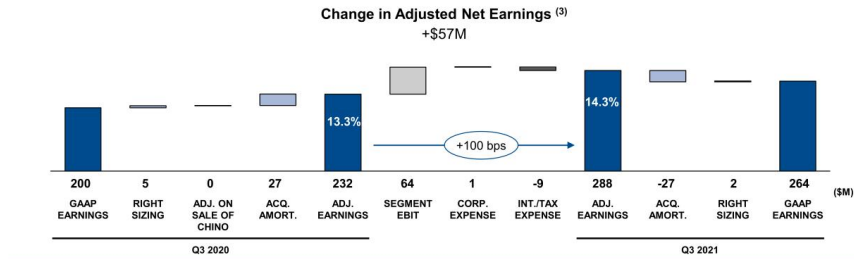 Change in Adjusted Net Earnings (3)
+$57M
13.3%
14.3%
+100 bps
200 5 0 27 232 64 1 -9 288 -27 2 264 ($M)
GAAP EARNINGS
RIGHT SIZING
ADJ. ON SALE OF CHINO
ACQ. AMORT.
ADJ. EARNINGS
SEGMENT EBIT
CORP. EXPENSE
INT./TAX EXPENSE
ADJ. EARNINGS
ACQ. AMORT.
RIGHT SIZING
GAAP EARNINGS
Q3 2020
Q3 2021